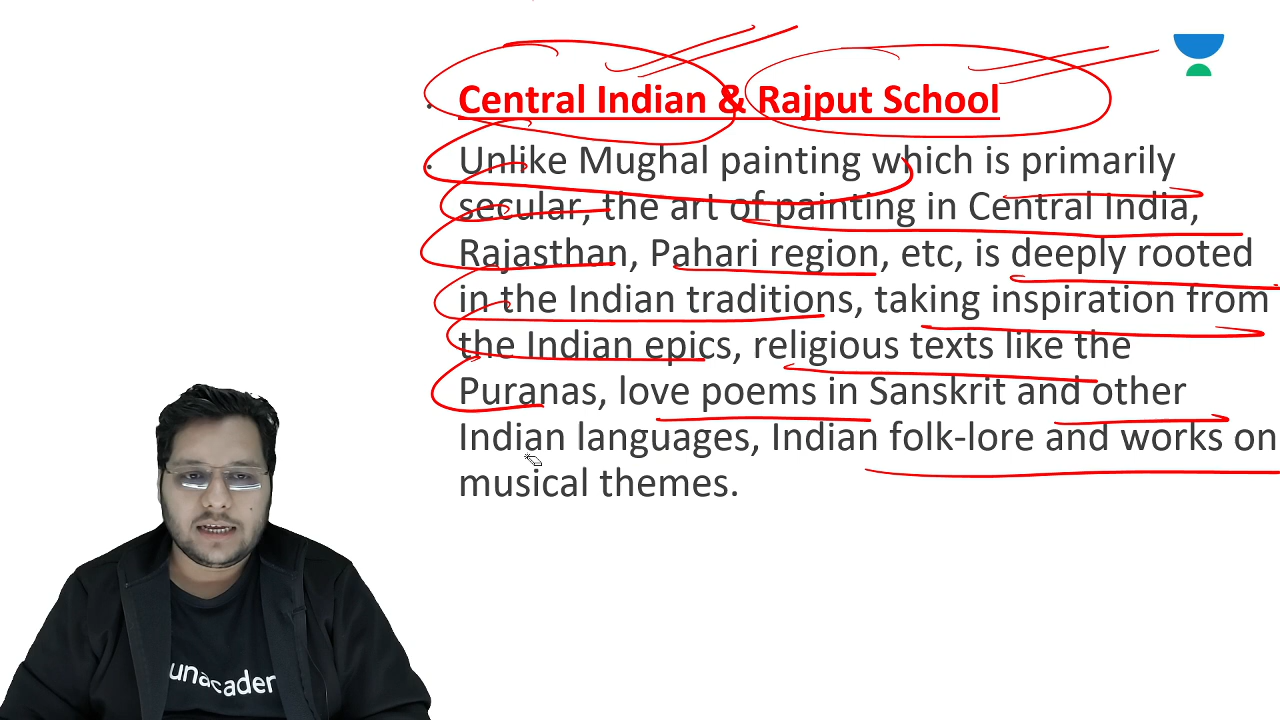 Central Indian & Rajput School
Unlike Mughal painting which is primarily
secular, the art of painting in Central India,
Rajasthan, Pahari region, etc, is deeply rooted
in the Indian traditions, taking inspiration from
the Indian epics, religious texts like the
Puranas, love poems in Sanskrit and other
Indian languages, Indian folk-lore and works on
musical themes.
unacader